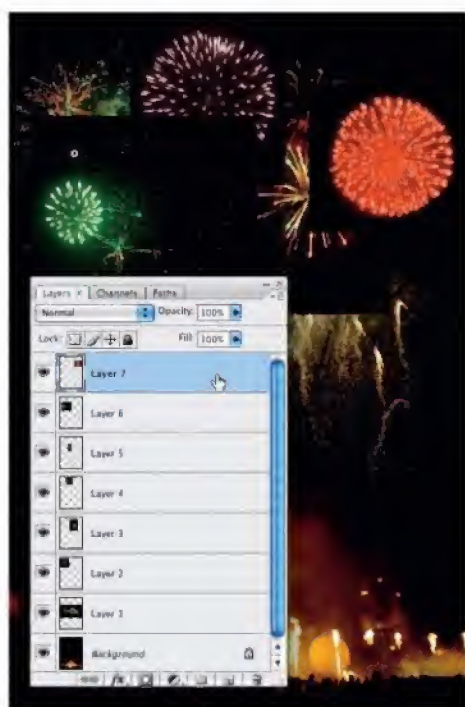 Layers × Channels Paths
Normal Opacity: 100%
Lock: Fill: 100%
Layer 7
Layer 6
Layer 5
Layer 4
Layer 3
Layer 2
Layer 1
Background